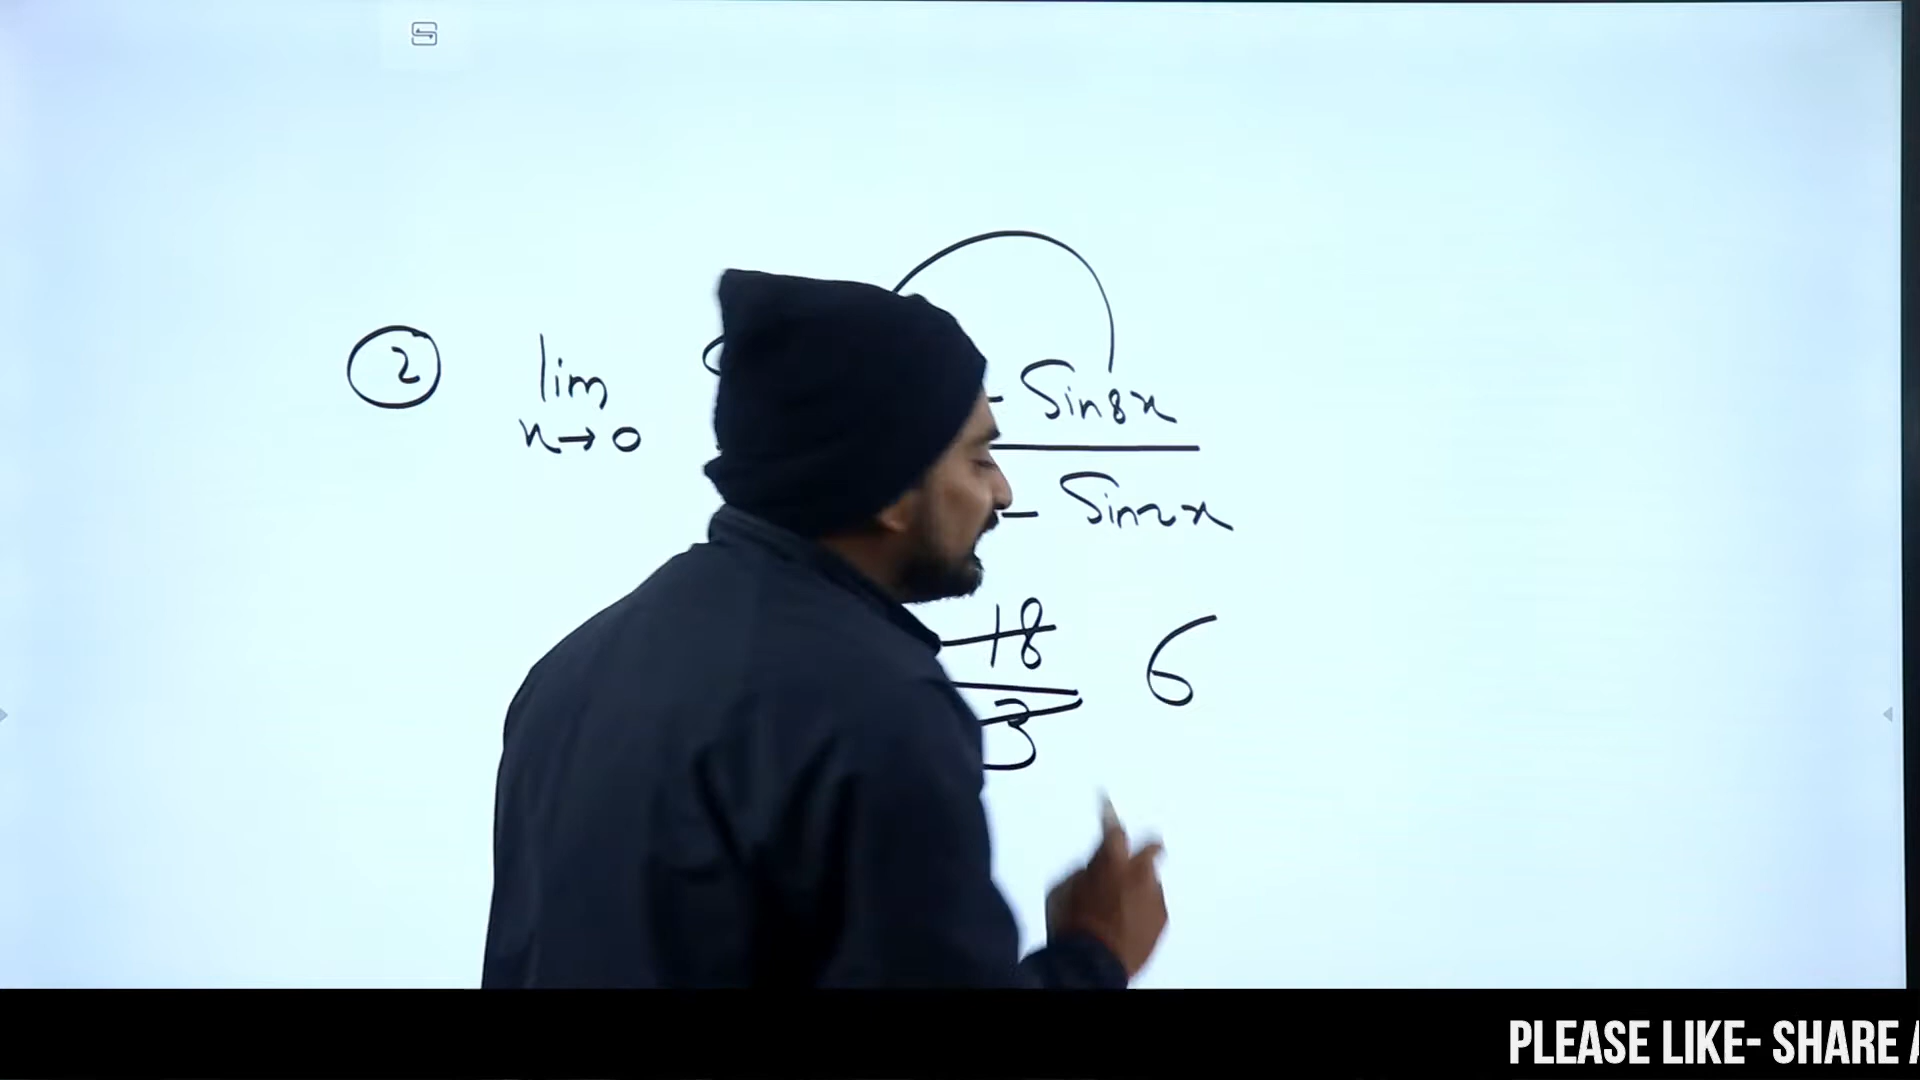 2 lim - Sin8x
x→0 - Sin2x
18 6
3
PLEASE LIKE- SHARE